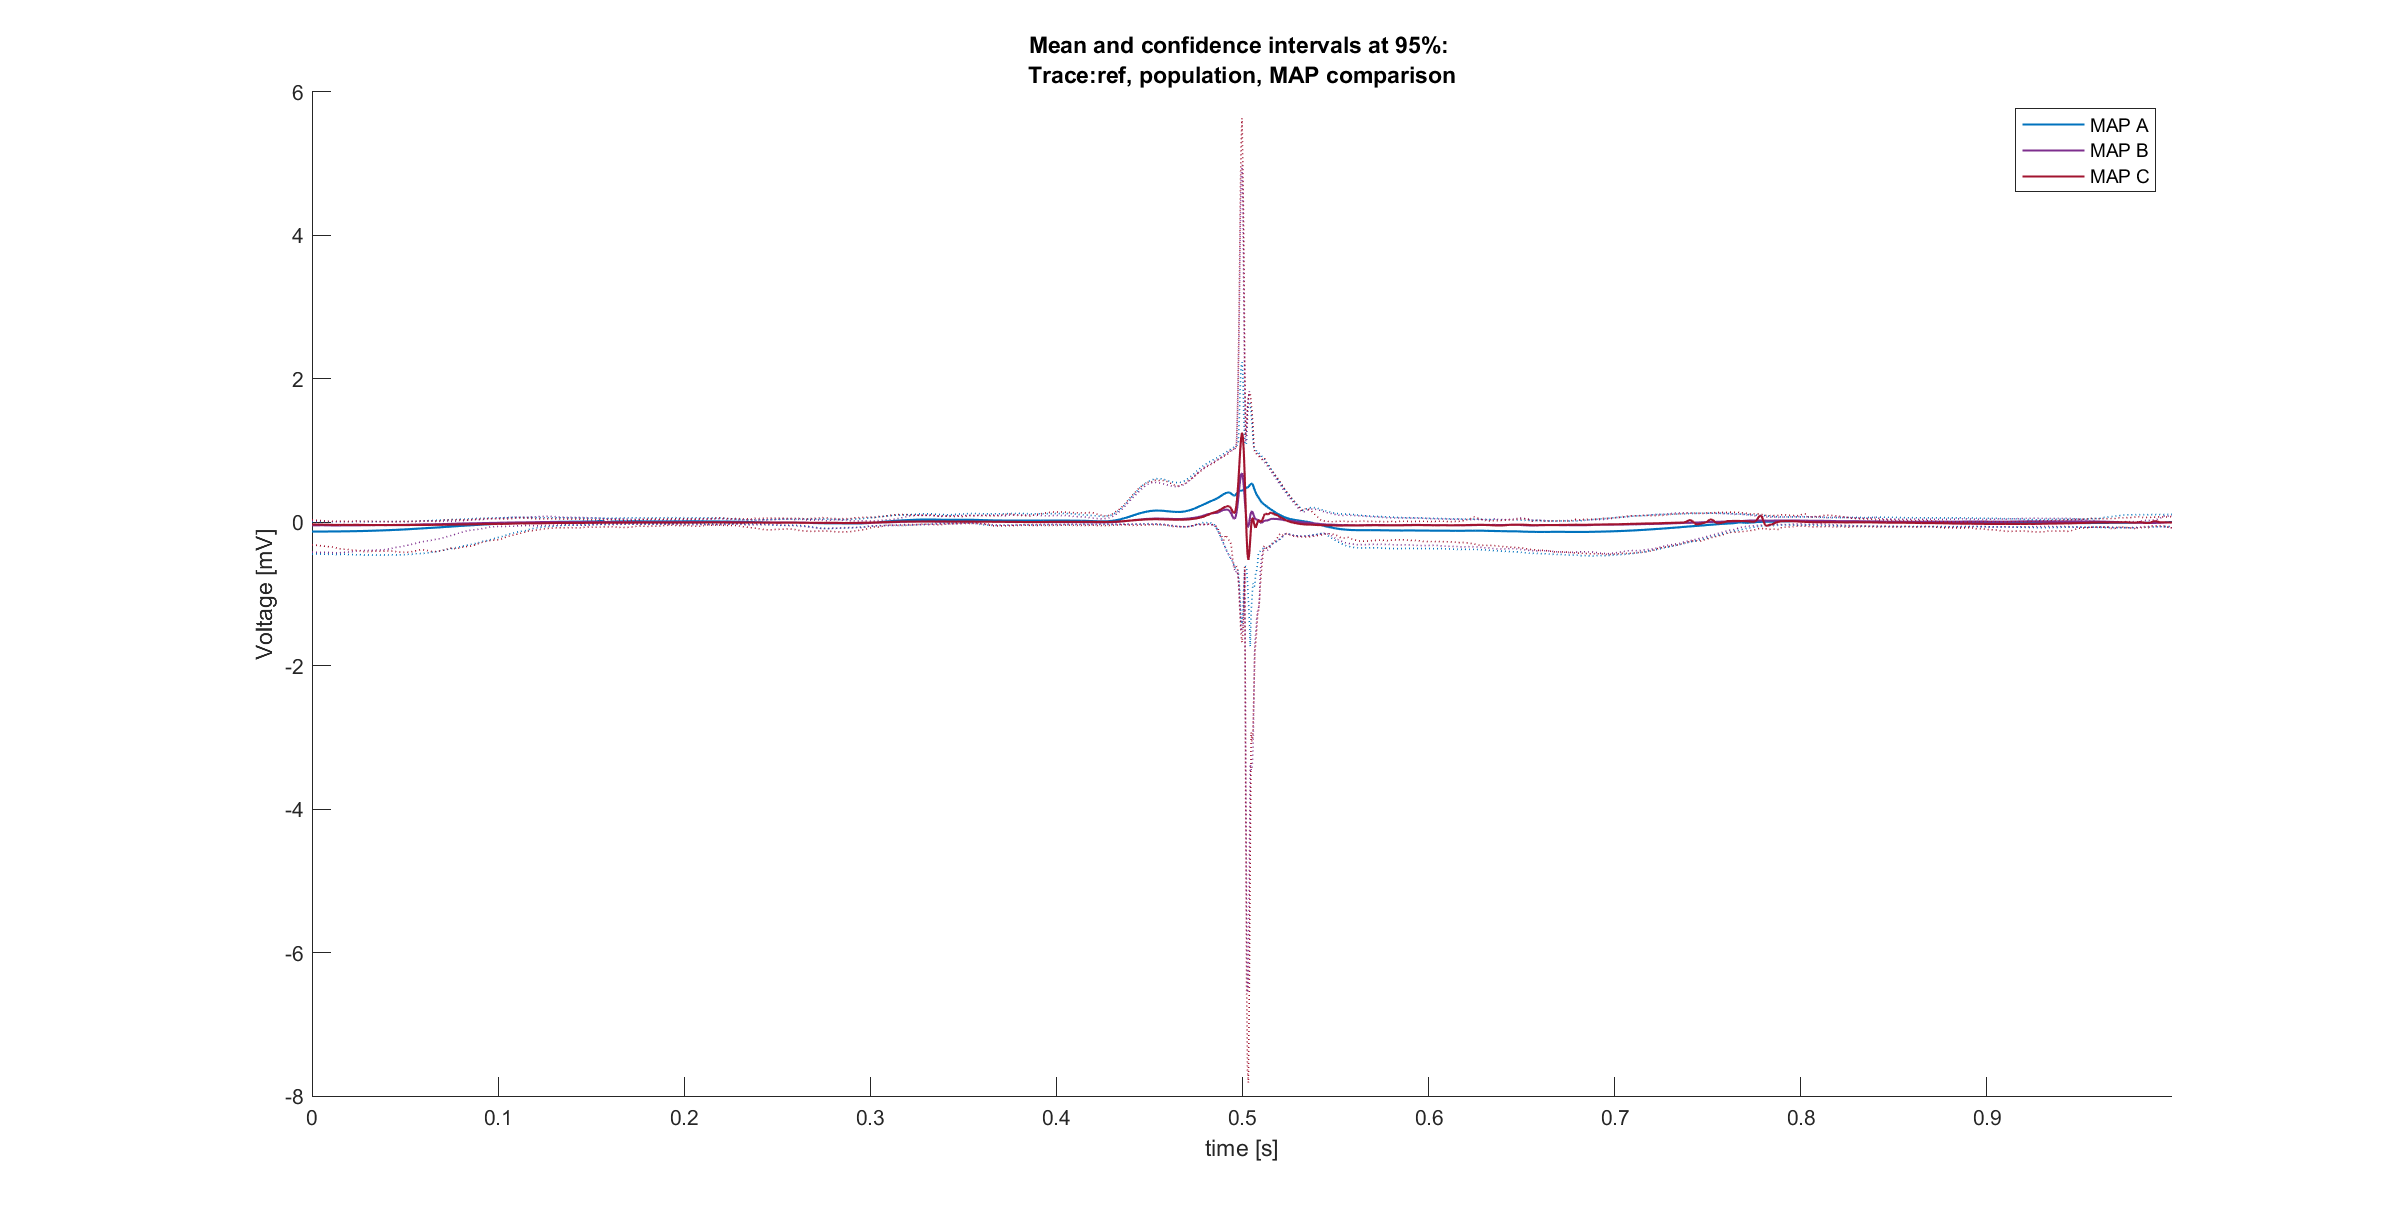 Mean and confidence intervals at 95%:
Trace:ref, population, MAP comparison
MAP A
MAP B
MAP C
6
4
2
0
-2
-4
-6
-8
Voltage [mV]
0
0.1
0.2
0.3
0.4
0.5
0.6
0.7
0.8
0.9
time [s]